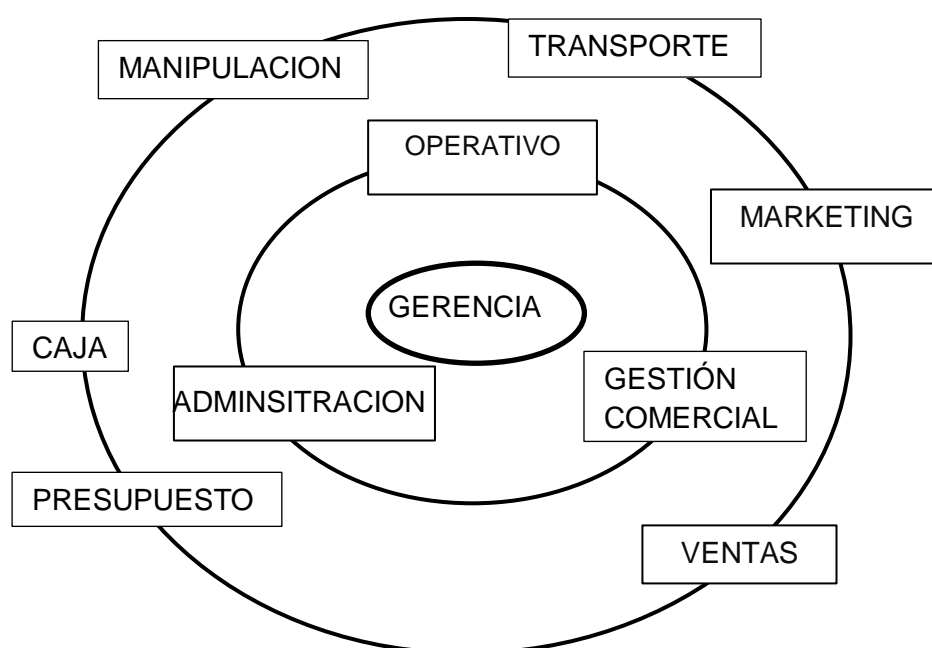 TRANSPORTE
MANIPULACION
OPERATIVO
MARKETING
GERENCIA
CAJA
ADMINSITRACION
GESTIÓN
COMERCIAL
PRESUPUESTO
VENTAS